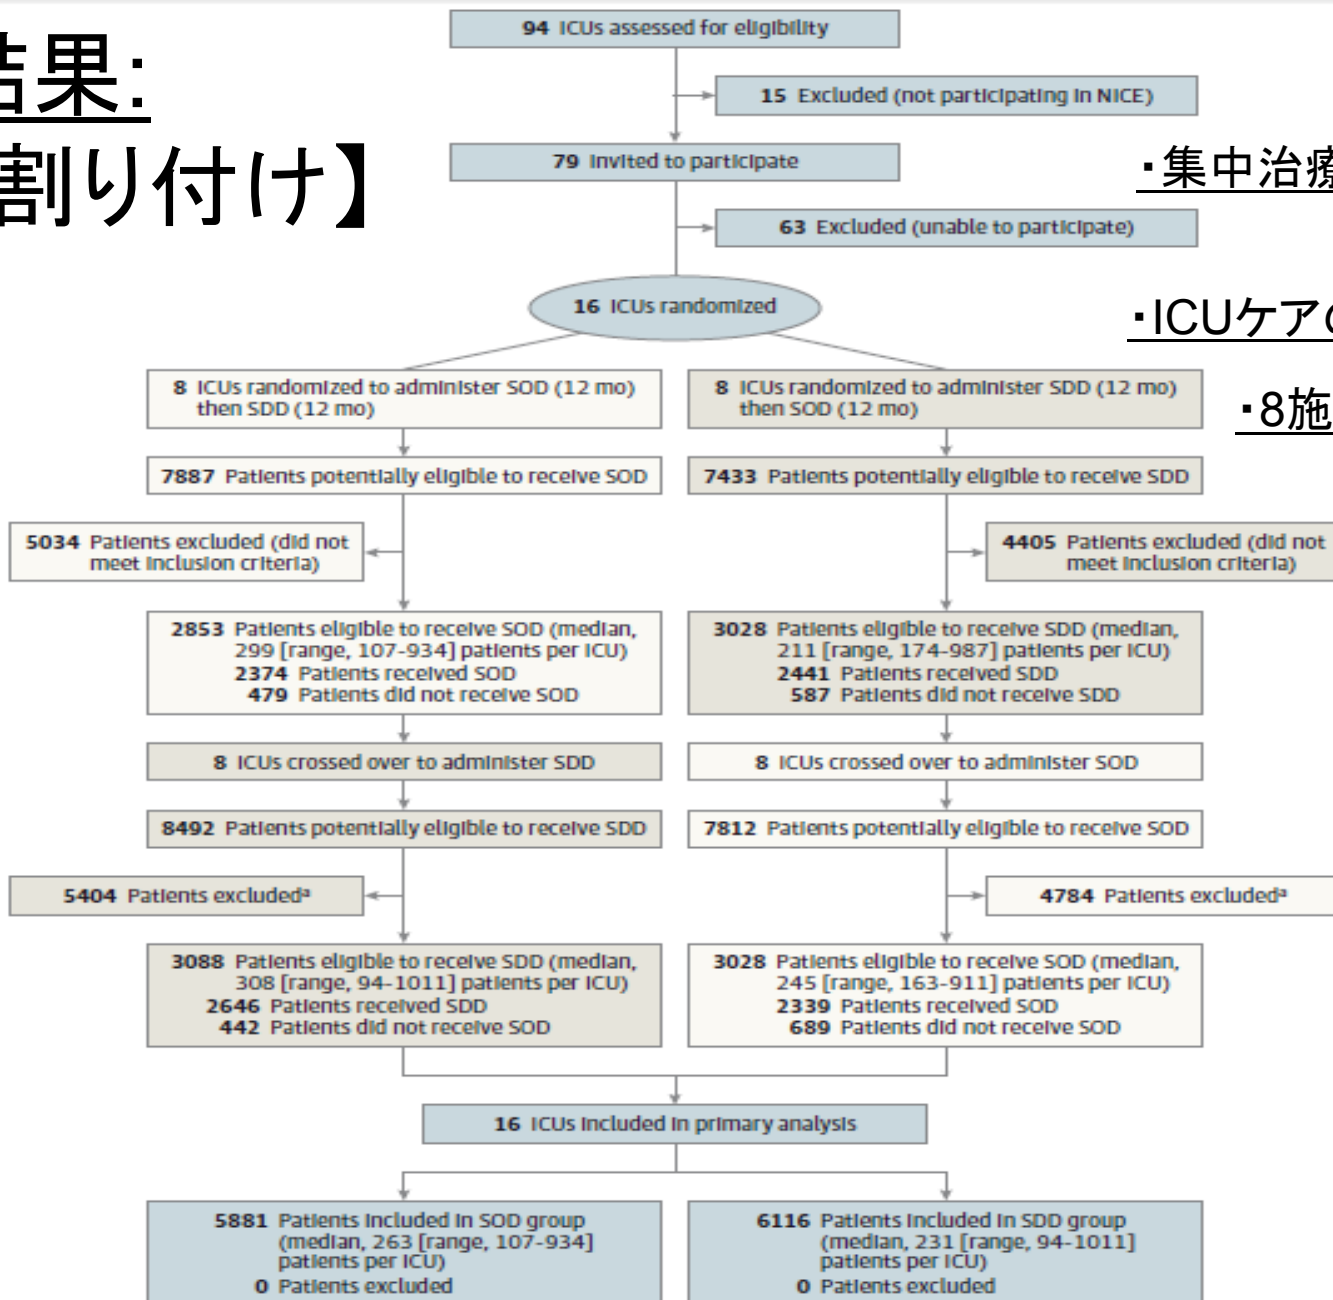 結果:
割り付け】
・集中治療
・ICUケア
・8施
94 ICUs assessed for eligibility
15 Excluded (not participating in NICE)
79 Invited to participate
63 Excluded (unable to participate)
16 ICUs randomized
8 ICUs randomized to administer SOD (12 mo)
then SDD (12 mo)
8 ICUs randomized to administer SDD (12 mo)
then SOD (12 mo)
7887 Patients potentially eligible to receive SOD
7433 Patients potentially eligible to receive SDD
5034 Patients excluded (did not
meet inclusion criteria)
4405 Patients excluded (did not
meet inclusion criteria)
2853 Patients eligible to receive SOD (median,
299 [range, 107-934] patients per ICU)
2374 Patients received SOD
479 Patients did not receive SOD
3028 Patients eligible to receive SDD (median,
211 [range, 174-987] patients per ICU)
2441 Patients received SDD
587 Patients did not receive SDD
8 ICUs crossed over to administer SDD
8 ICUs crossed over to administer SOD
8492 Patients potentially eligible to receive SDD
7812 Patients potentially eligible to receive SOD
5404 Patients excludedª
4784 Patients excludedª
3088 Patients eligible to receive SDD (median,
308 [range, 94-1011] patients per ICU)
2646 Patients received SDD
442 Patients did not receive SOD
3028 Patients eligible to receive SOD (median,
245 [range, 163-911] patients per ICU)
2339 Patients received SOD
689 Patients did not receive SOD
16 ICUs included in primary analysis
5881 Patients included in SOD group
(median, 263 [range, 107-934]
patients per ICU)
0 Patients excluded
6116 Patients included in SDD group
(median, 231 [range, 94-1011]
patients per ICU)
0 Patients excluded